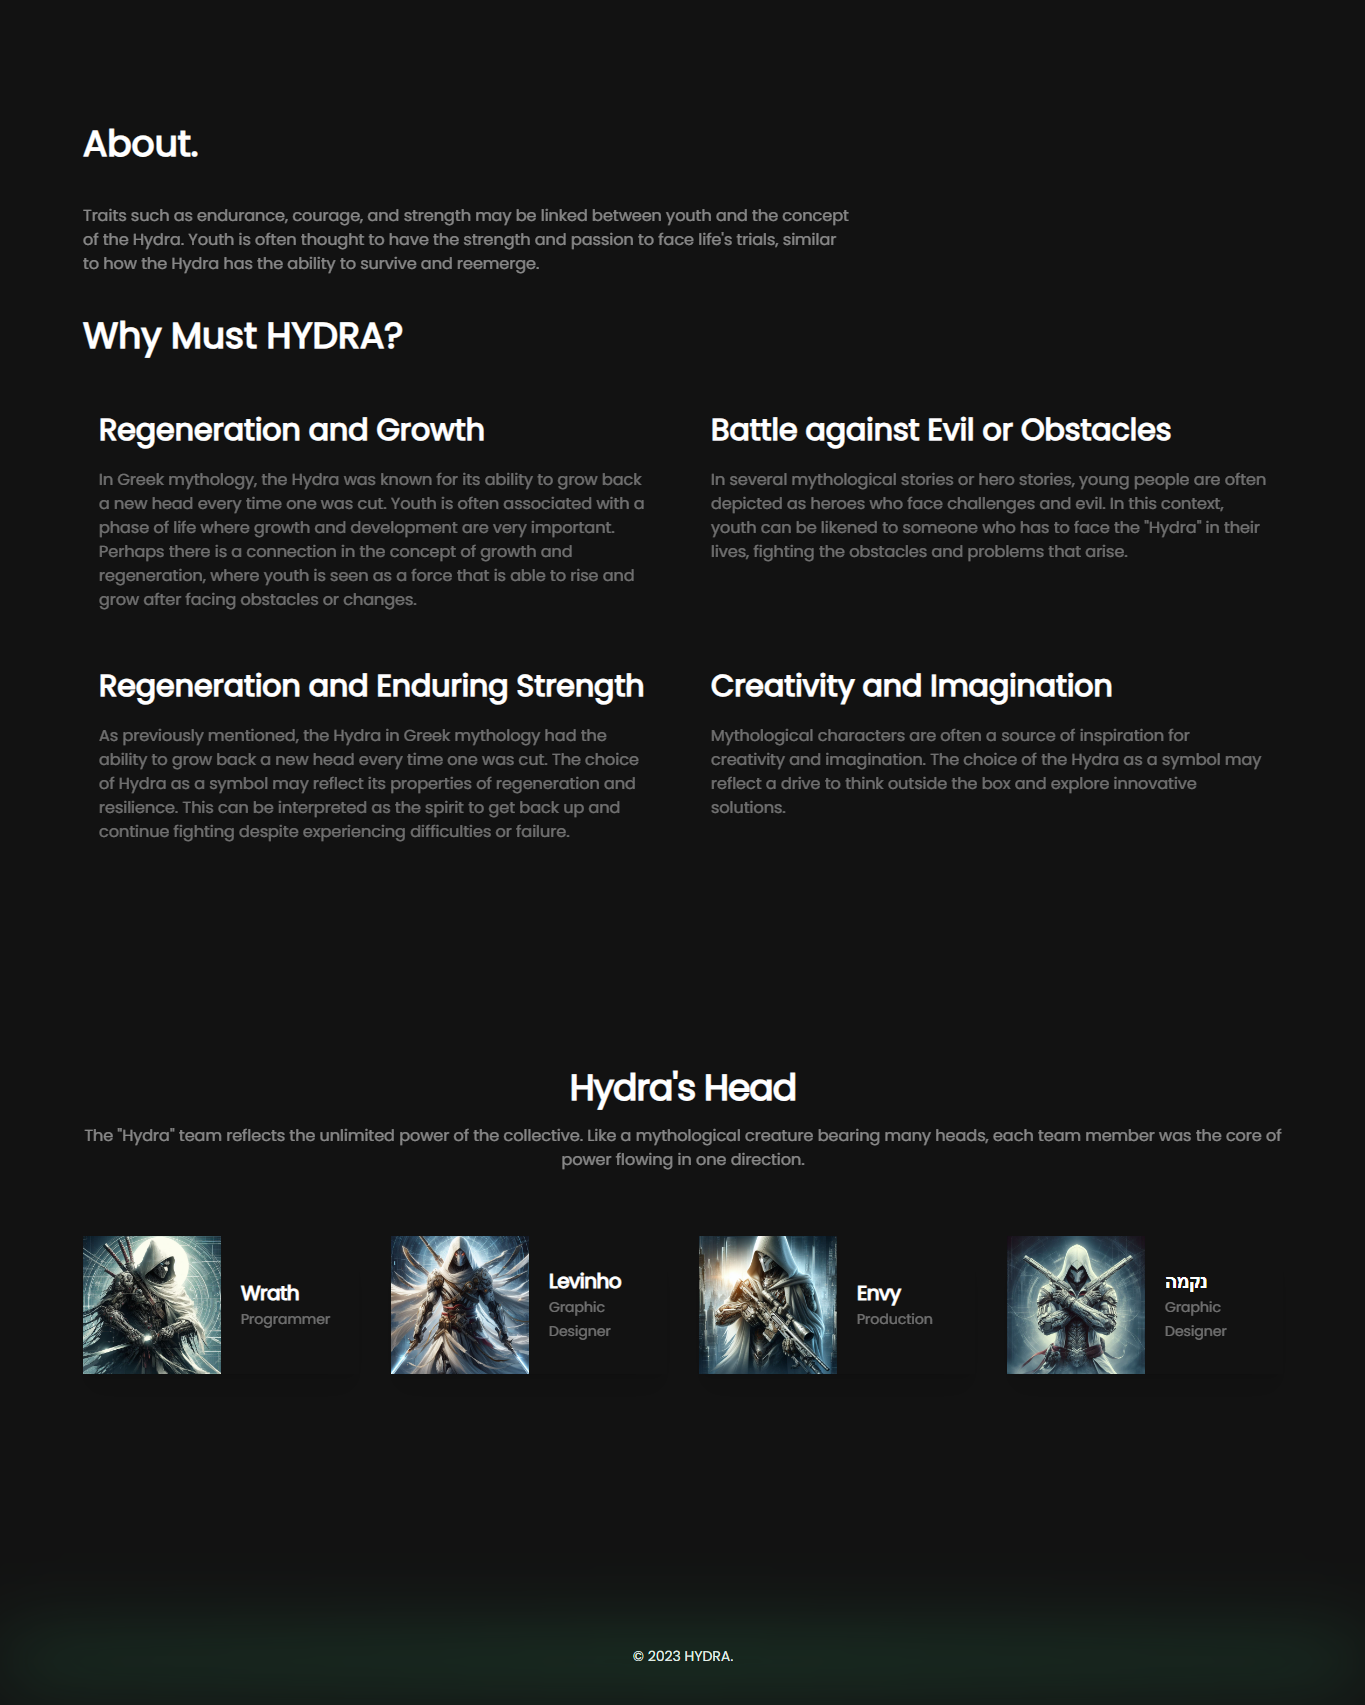 About.
Traits such as endurance, courage, and strength may be linked between youth and the concept
of the Hydra. Youth is often thought to have the strength and passion to face life's trials, similar
to how the Hydra has the ability to survive and reemerge.
Why Must HYDRA?
Regeneration and Growth
In Greek mythology, the Hydra was known for its ability to grow back
a new head every time one was cut. Youth is often associated with a
phase of life where growth and development are very important.
Perhaps there is a connection in the concept of growth and
regeneration, where youth is seen as a force that is able to rise and
grow after facing obstacles or changes.
Battle against Evil or Obstacles
In several mythological stories or hero stories, young people are often
depicted as heroes who face challenges and evil. In this context,
youth can be likened to someone who has to face the "Hydra" in their
lives, fighting the obstacles and problems that arise.
Regeneration and Enduring Strength
As previously mentioned, the Hydra in Greek mythology had the
ability to grow back a new head every time one was cut. The choice
of Hydra as a symbol may reflect its properties of regeneration and
resilience. This can be interpreted as the spirit to get back up and
continue fighting despite experiencing difficulties or failure.
Creativity and Imagination
Mythological characters are often a source of inspiration for
creativity and imagination. The choice of the Hydra as a symbol may
reflect a drive to think outside the box and explore innovative
solutions.
Hydra's Head
The "Hydra" team reflects the unlimited power of the collective. Like a mythological creature bearing many heads, each team member was the core of
power flowing in one direction.
Wrath
Programmer
Levinho
Graphic
Designer
Envy
Production
נקמה
Graphic
Designer
© 2023 HYDRA.